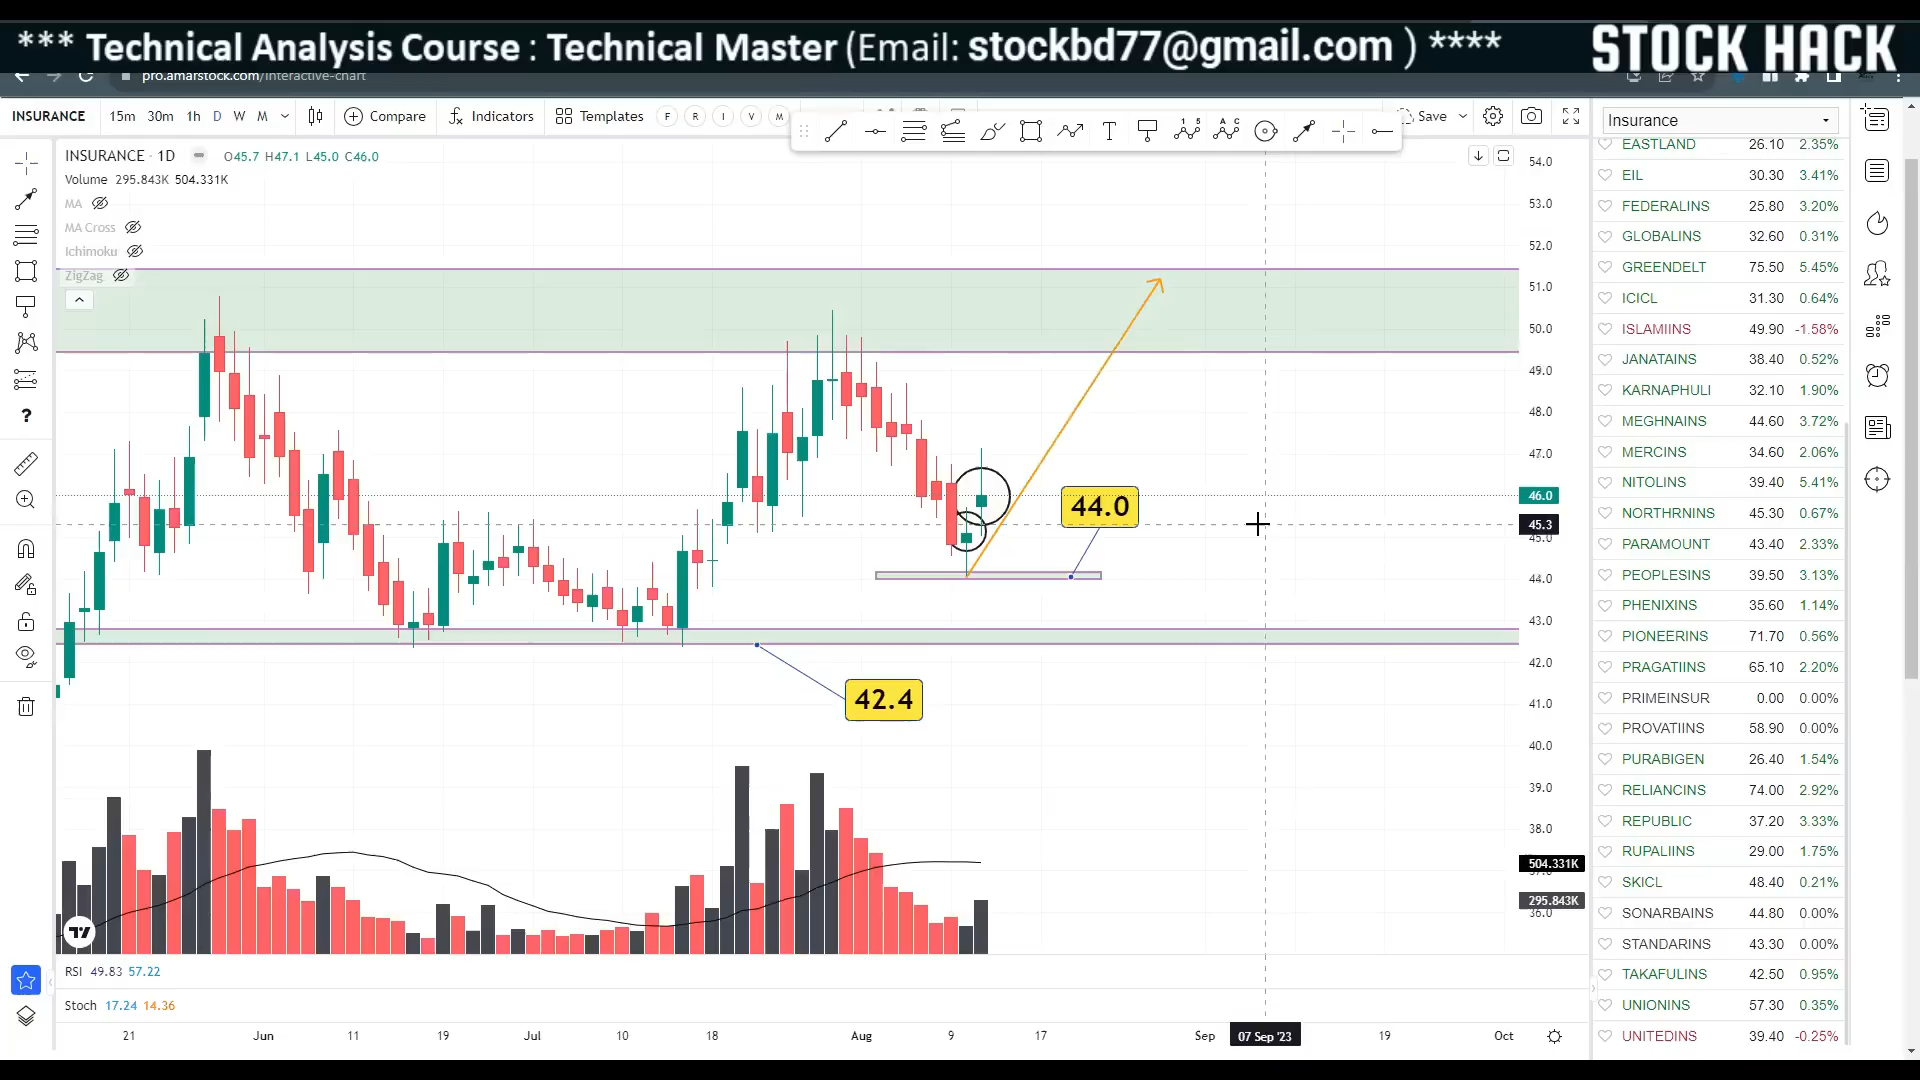 *** Technical Analysis Course : Technical Master (Email: stockbd77@gmail.com ) ****
STOCK HACK
pro.amarstock.com/interactive-chart
INSURANCE 15m 30m 1h D W M Compare Indicators Templates F R I V M Save
Insurance
INSURANCE · 1D O45.7 H47.1 L45.0 C46.0
Volume 295.843K 504.331K
MA
MA Cross
Ichimoku
ZigZag
54.0
53.0
52.0
51.0
50.0
49.0
48.0
47.0
46.0
45.3
45.0
44.0
43.0
42.0
41.0
40.0
39.0
38.0
504.331K
37.0
295.843K
36.0
44.0
42.4
RSI 49.83 57.22
Stoch 17.24 14.36
21 Jun 11 19 Jul 10 18 Aug 9 17 Sep 07 Sep '23 19 Oct
EASTLAND 26.10 2.35%
EIL 30.30 3.41%
FEDERALINS 25.80 3.20%
GLOBALINS 32.60 0.31%
GREENDELT 75.50 5.45%
ICICL 31.30 0.64%
ISLAMIINS 49.90 -1.58%
JANATAINS 38.40 0.52%
KARNAPHULI 32.10 1.90%
MEGHNAINS 44.60 3.72%
MERCINS 34.60 2.06%
NITOLINS 39.40 5.41%
NORTHRNINS 45.30 0.67%
PARAMOUNT 43.40 2.33%
PEOPLESINS 39.50 3.13%
PHENIXINS 35.60 1.14%
PIONEERINS 71.70 0.56%
PRAGATIINS 65.10 2.20%
PRIMEINSUR 0.00 0.00%
PROVATIINS 58.90 0.00%
PURABIGEN 26.40 1.54%
RELIANCINS 74.00 2.92%
REPUBLIC 37.20 3.33%
RUPALIINS 29.00 1.75%
SKICL 48.40 0.21%
SONARBAINS 44.80 0.00%
STANDARINS 43.30 0.00%
TAKAFULINS 42.50 0.95%
UNIONINS 57.30 0.35%
UNITEDINS 39.40 -0.25%